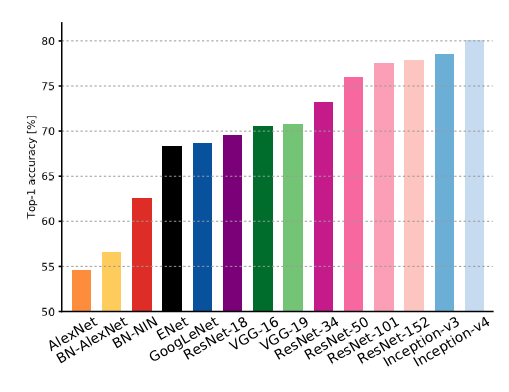 Top-1 accuracy [%]
80
75
70
65
60
55
50
AlexNet
BN-AlexNet
BN-NIN
ENet
GoogLeNet
ResNet-18
VGG-16
VGG-19
ResNet-34
ResNet-50
ResNet-101
ResNet-152
Inception-v3
Inception-v4